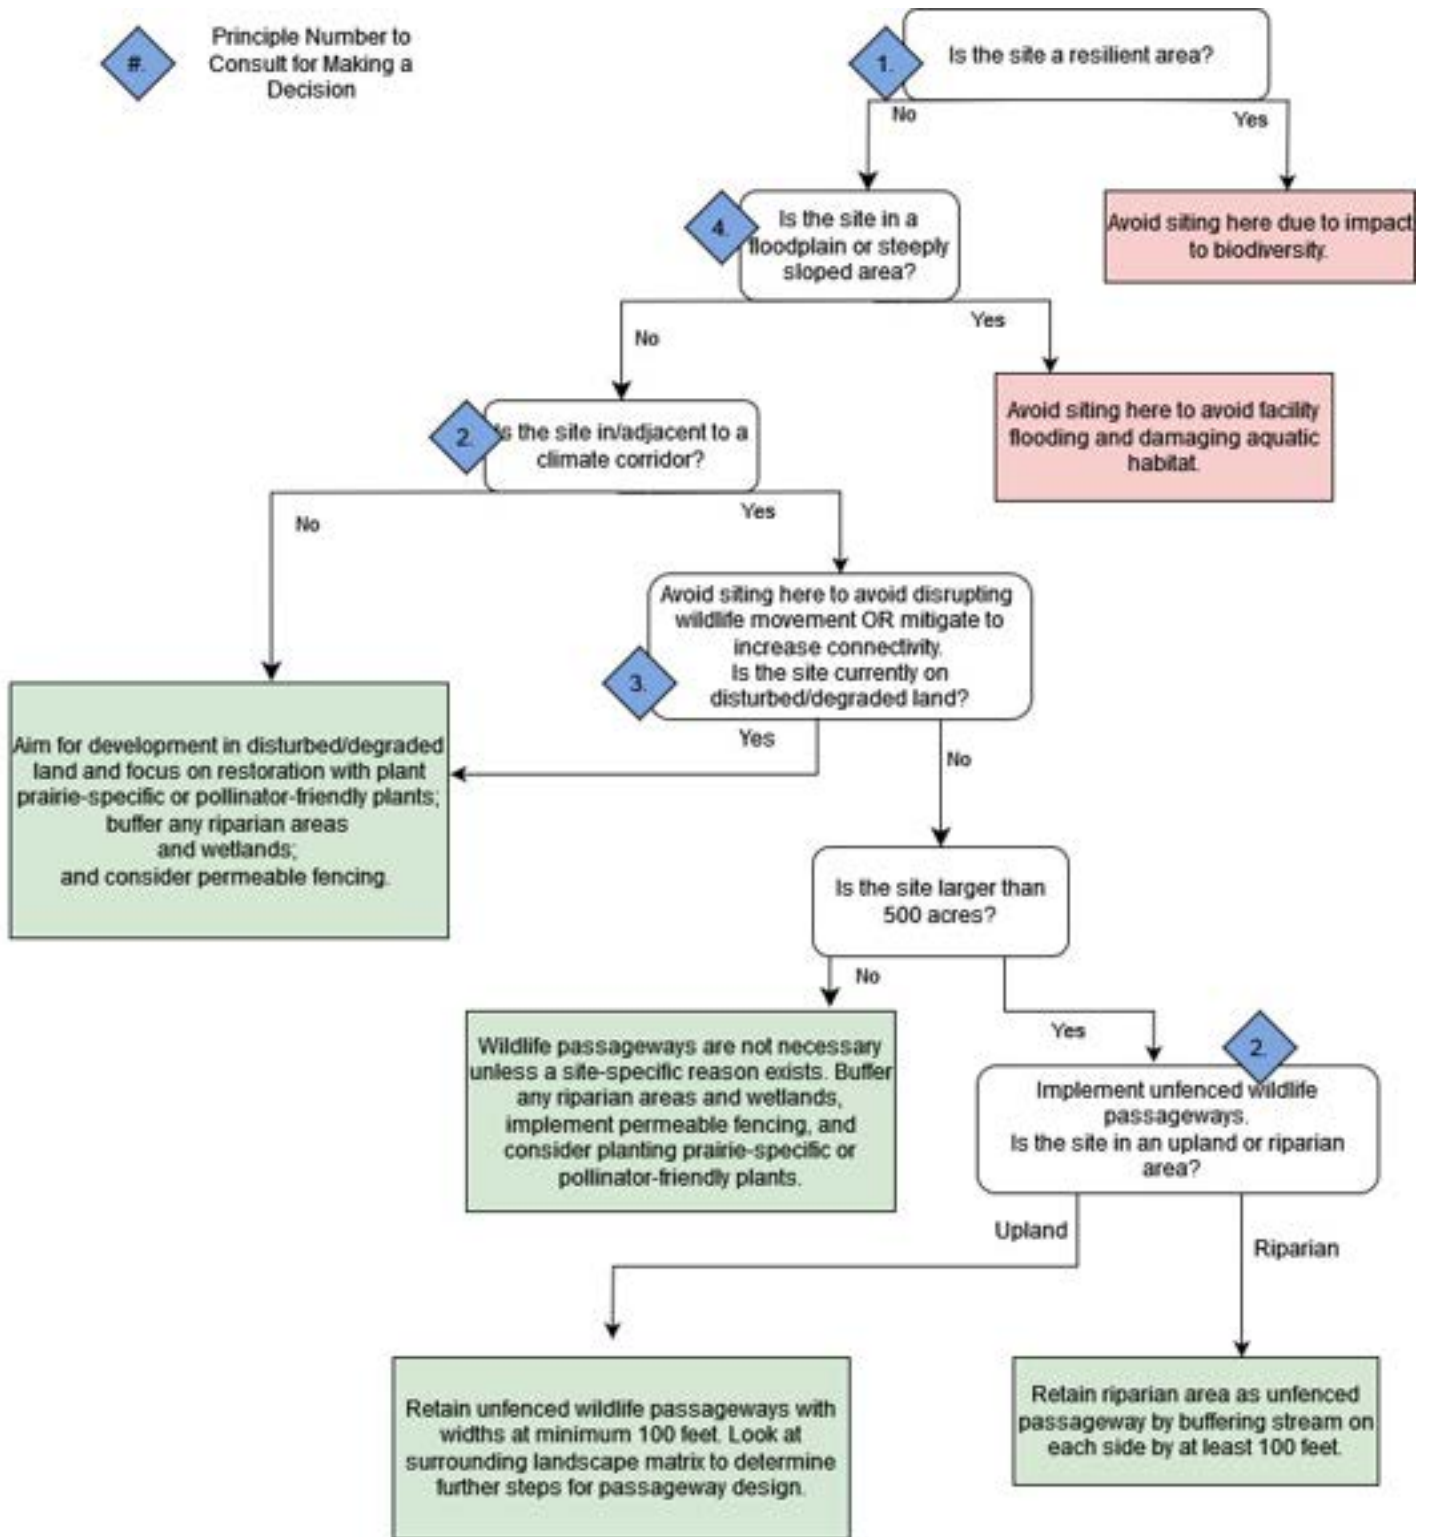 #.
Principle Number to
Consult for Making a
Decision
1.
Is the site a resilient area?
No
Yes
4.
Is the site in a
floodplain or steeply
sloped area?
Avoid siting here due to impact
to biodiversity.
No
Yes
2.
Is the site in/adjacent to a
climate corridor?
Avoid siting here to avoid facility
flooding and damaging aquatic
habitat.
No
Yes
3.
Avoid siting here to avoid disrupting
wildlife movement OR mitigate to
increase connectivity.
Is the site currently on
disturbed/degraded land?
Yes
No
Aim for development in disturbed/degraded
land and focus on restoration with plant
prairie-specific or pollinator-friendly plants;
buffer any riparian areas
and wetlands;
and consider permeable fencing.
Is the site larger than
500 acres?
No
Yes
Wildlife passageways are not necessary
unless a site-specific reason exists. Buffer
any riparian areas and wetlands,
implement permeable fencing, and
consider planting prairie-specific or
pollinator-friendly plants.
2.
Implement unfenced wildlife
passageways.
Is the site in an upland or riparian
area?
Upland
Riparian
Retain unfenced wildlife passageways with
widths at minimum 100 feet. Look at
surrounding landscape matrix to determine
further steps for passageway design.
Retain riparian area as unfenced
passageway by buffering stream on
each side by at least 100 feet.